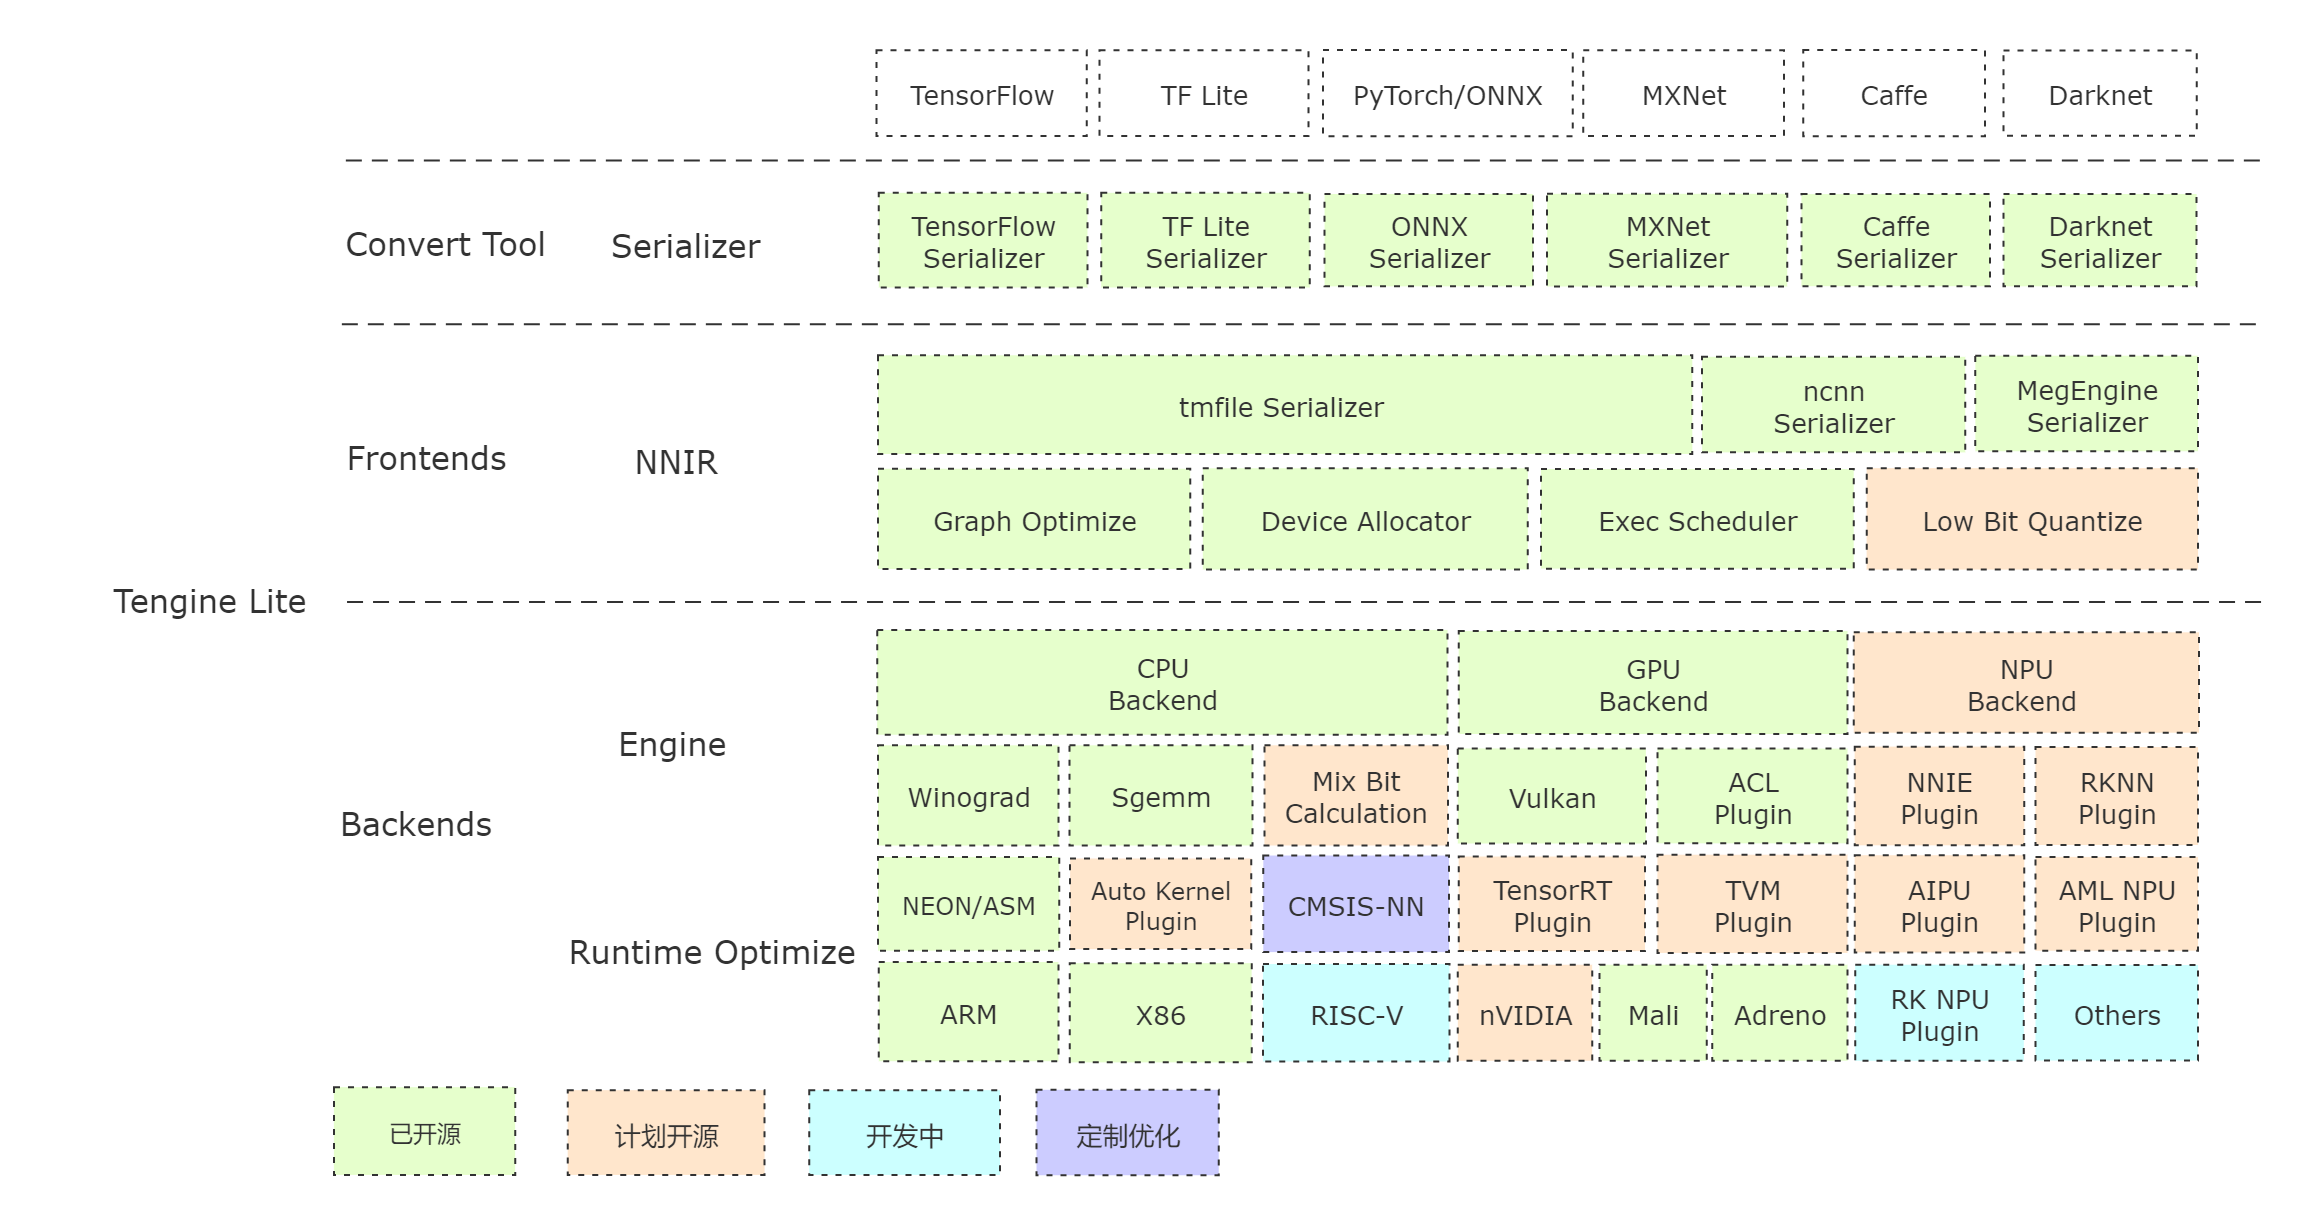 TensorFlow
TF Lite
PyTorch/ONNX
MXNet
Caffe
Darknet
Convert Tool
Serializer
TensorFlow
Serializer
TF Lite
Serializer
ONNX
Serializer
MXNet
Serializer
Caffe
Serializer
Darknet
Serializer
Frontends
NNIR
tmfile Serializer
ncnn
Serializer
MegEngine
Serializer
Graph Optimize
Device Allocator
Exec Scheduler
Low Bit Quantize
Tengine Lite
Backends
Engine
Runtime Optimize
CPU
Backend
GPU
Backend
NPU
Backend
Winograd
Sgemm
Mix Bit
Calculation
Vulkan
ACL
Plugin
NNIE
Plugin
RKNN
Plugin
NEON/ASM
Auto Kernel
Plugin
CMSIS-NN
TensorRT
Plugin
TVM
Plugin
AIPU
Plugin
AML NPU
Plugin
ARM
X86
RISC-V
nVIDIA
Mali
Adreno
RK NPU
Plugin
Others
已开源
计划开源
开发中
定制优化